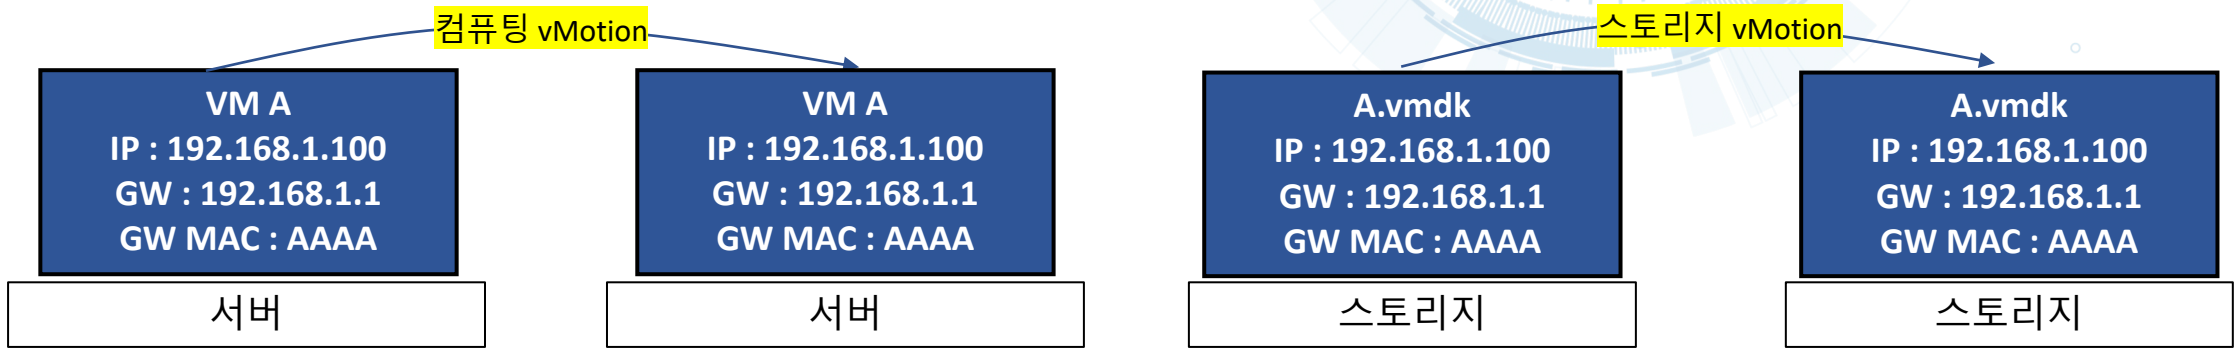 컴퓨팅 vMotion
스토리지 vMotion
VM A
IP : 192.168.1.100
GW : 192.168.1.1
GW MAC : AAAA
서버
VM A
IP : 192.168.1.100
GW : 192.168.1.1
GW MAC : AAAA
서버
A.vmdk
IP : 192.168.1.100
GW : 192.168.1.1
GW MAC : AAAA
스토리지
A.vmdk
IP : 192.168.1.100
GW : 192.168.1.1
GW MAC : AAAA
스토리지